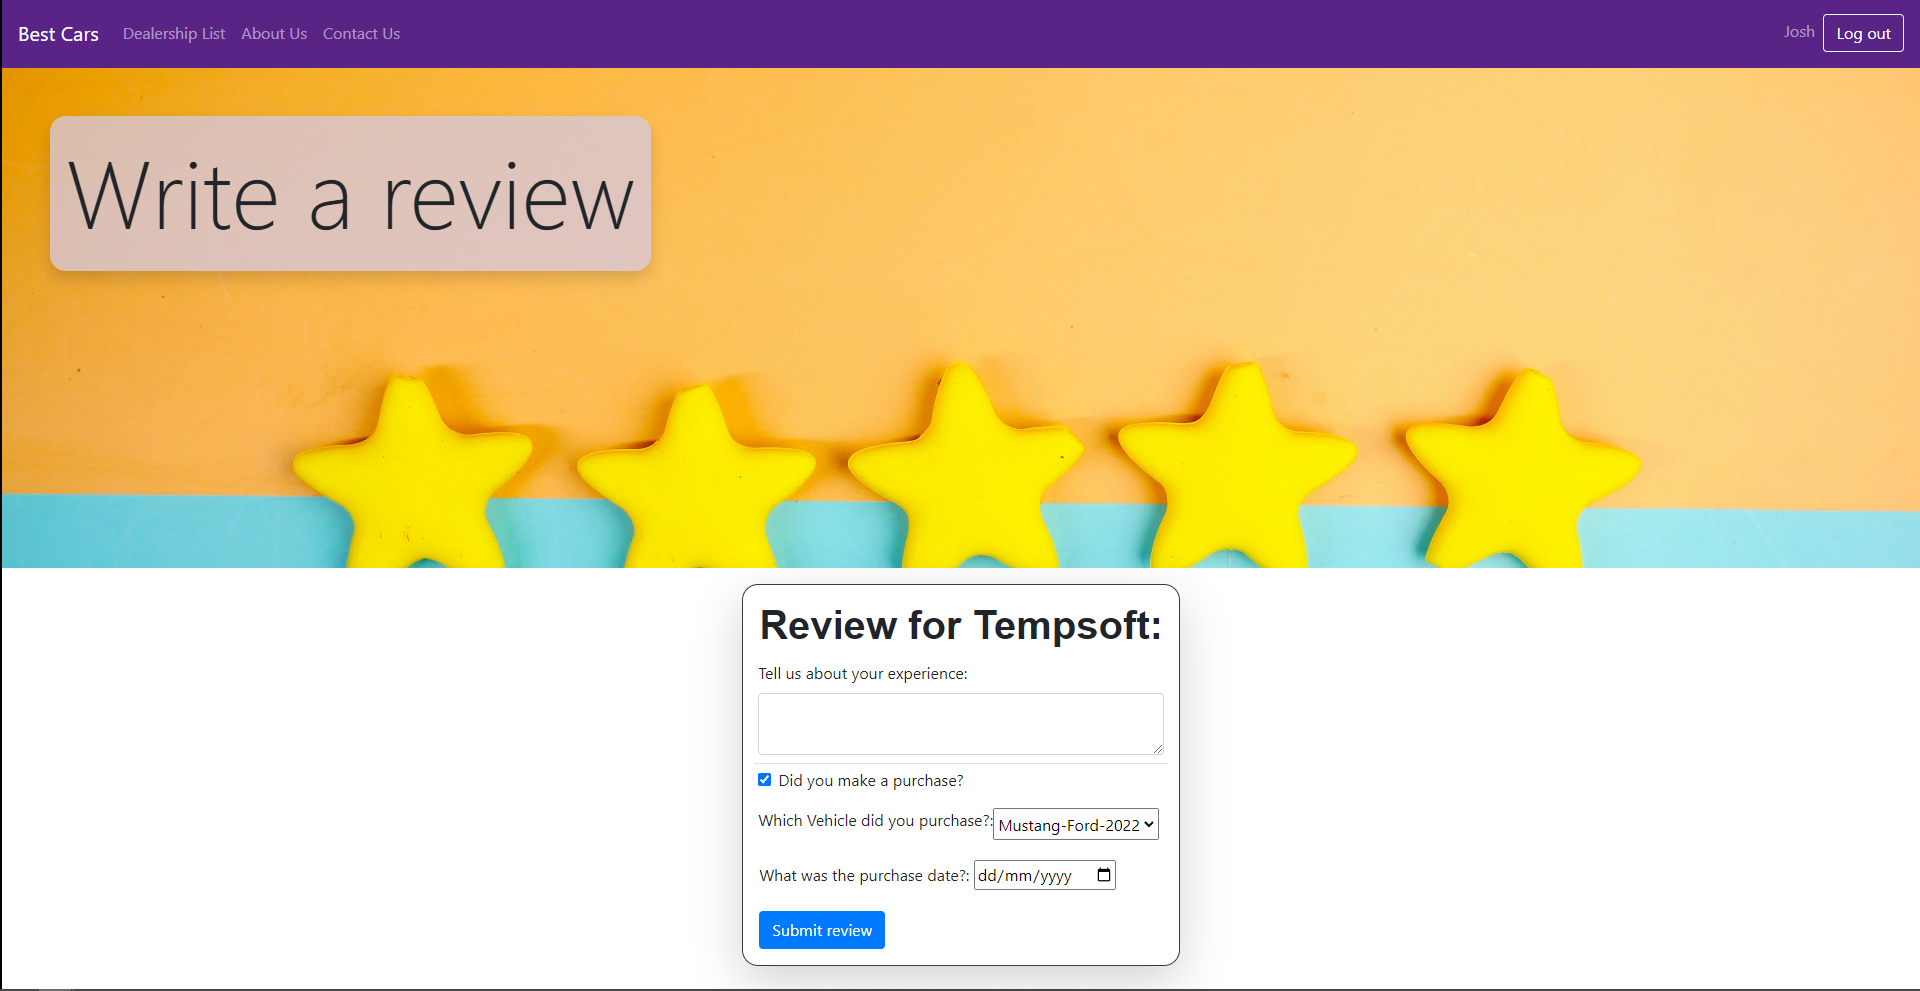 Best Cars Dealership List About Us Contact Us Josh Log out
Write a review
Review for Tempsoft:
Tell us about your experience:
Did you make a purchase?
Which Vehicle did you purchase?: Mustang-Ford-2022
What was the purchase date?: dd/mm/yyyy
Submit review